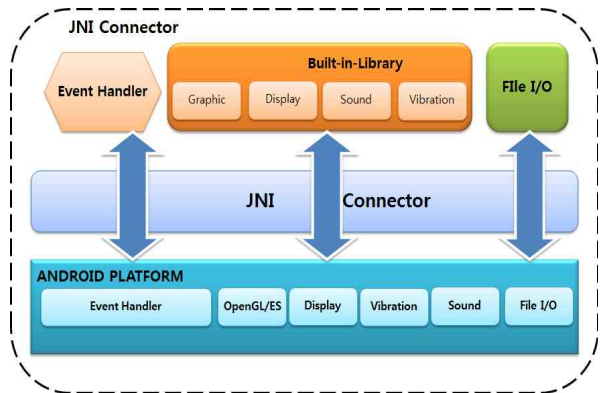 JNI Connector
Event Handler
Built-in-Library
Graphic
Display
Sound
Vibration
FIle I/O
JNI Connector
ANDROID PLATFORM
Event Handler
OpenGL/ES
Display
Vibration
Sound
File I/O